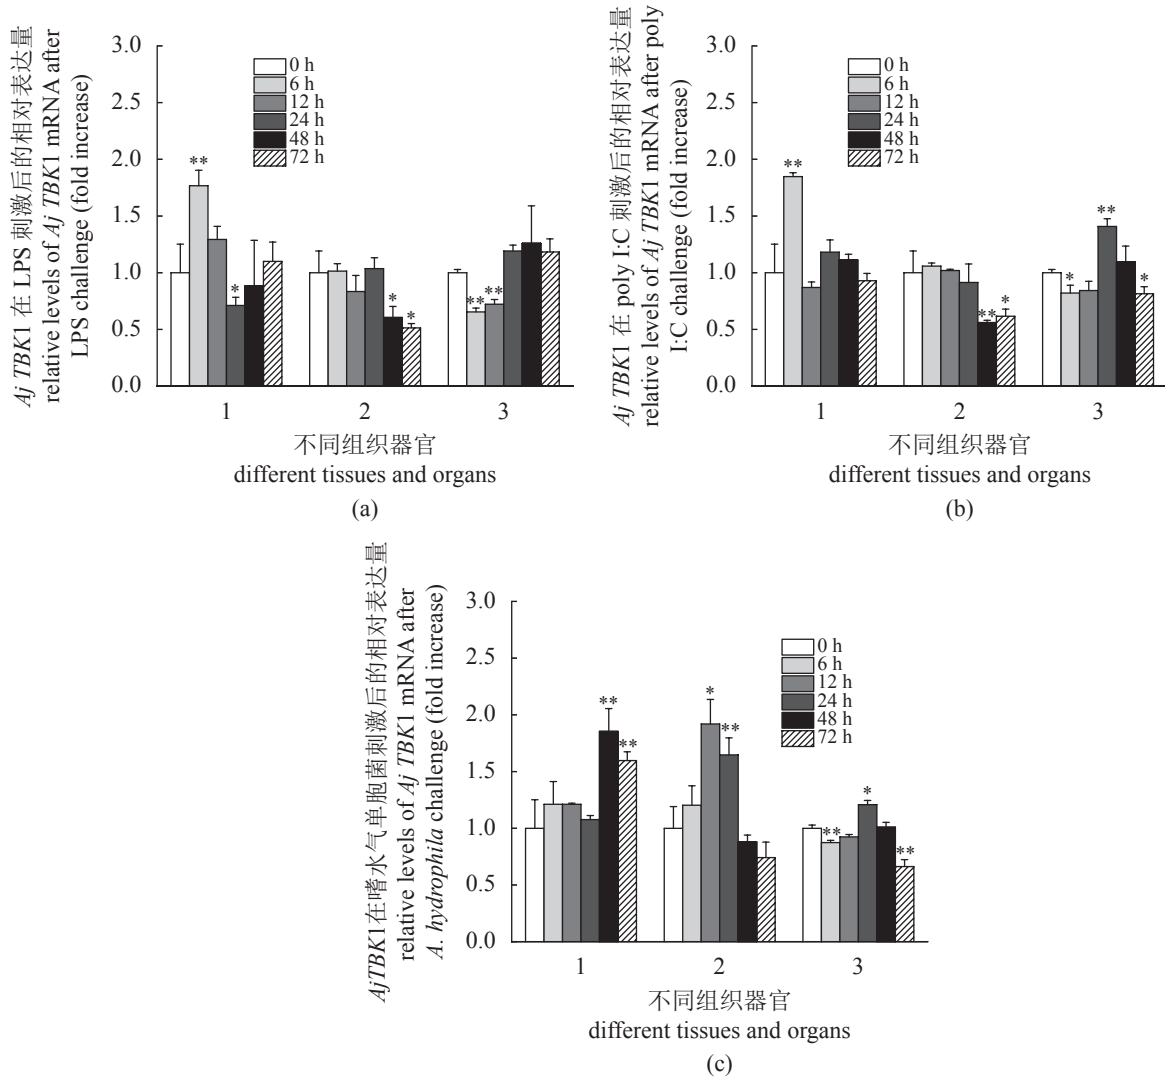 Aj TBK1 在 LPS 刺激后的相对表达量
relative levels of Aj TBK1 mRNA after
LPS challenge (fold increase)
3.0
2.5
2.0
1.5
1.0
0.5
0.0
0 h
6 h
12 h
24 h
48 h
72 h
**
*
*
*
**
**
1
2
3
不同组织器官
different tissues and organs
(a)
Aj TBK1 在 poly I:C 刺激后的相对表达量
relative levels of Aj TBK1 mRNA after poly
I:C challenge (fold increase)
3.0
2.5
2.0
1.5
1.0
0.5
0.0
0 h
6 h
12 h
24 h
48 h
72 h
**
**
*
*
**
*
1
2
3
不同组织器官
different tissues and organs
(b)
AjTBK1在嗜水气单胞菌刺激后的相对表达量
relative levels of Aj TBK1 mRNA after
A. hydrophila challenge (fold increase)
3.0
2.5
2.0
1.5
1.0
0.5
0.0
0 h
6 h
12 h
24 h
48 h
72 h
**
**
*
**
**
*
**
1
2
3
不同组织器官
different tissues and organs
(c)